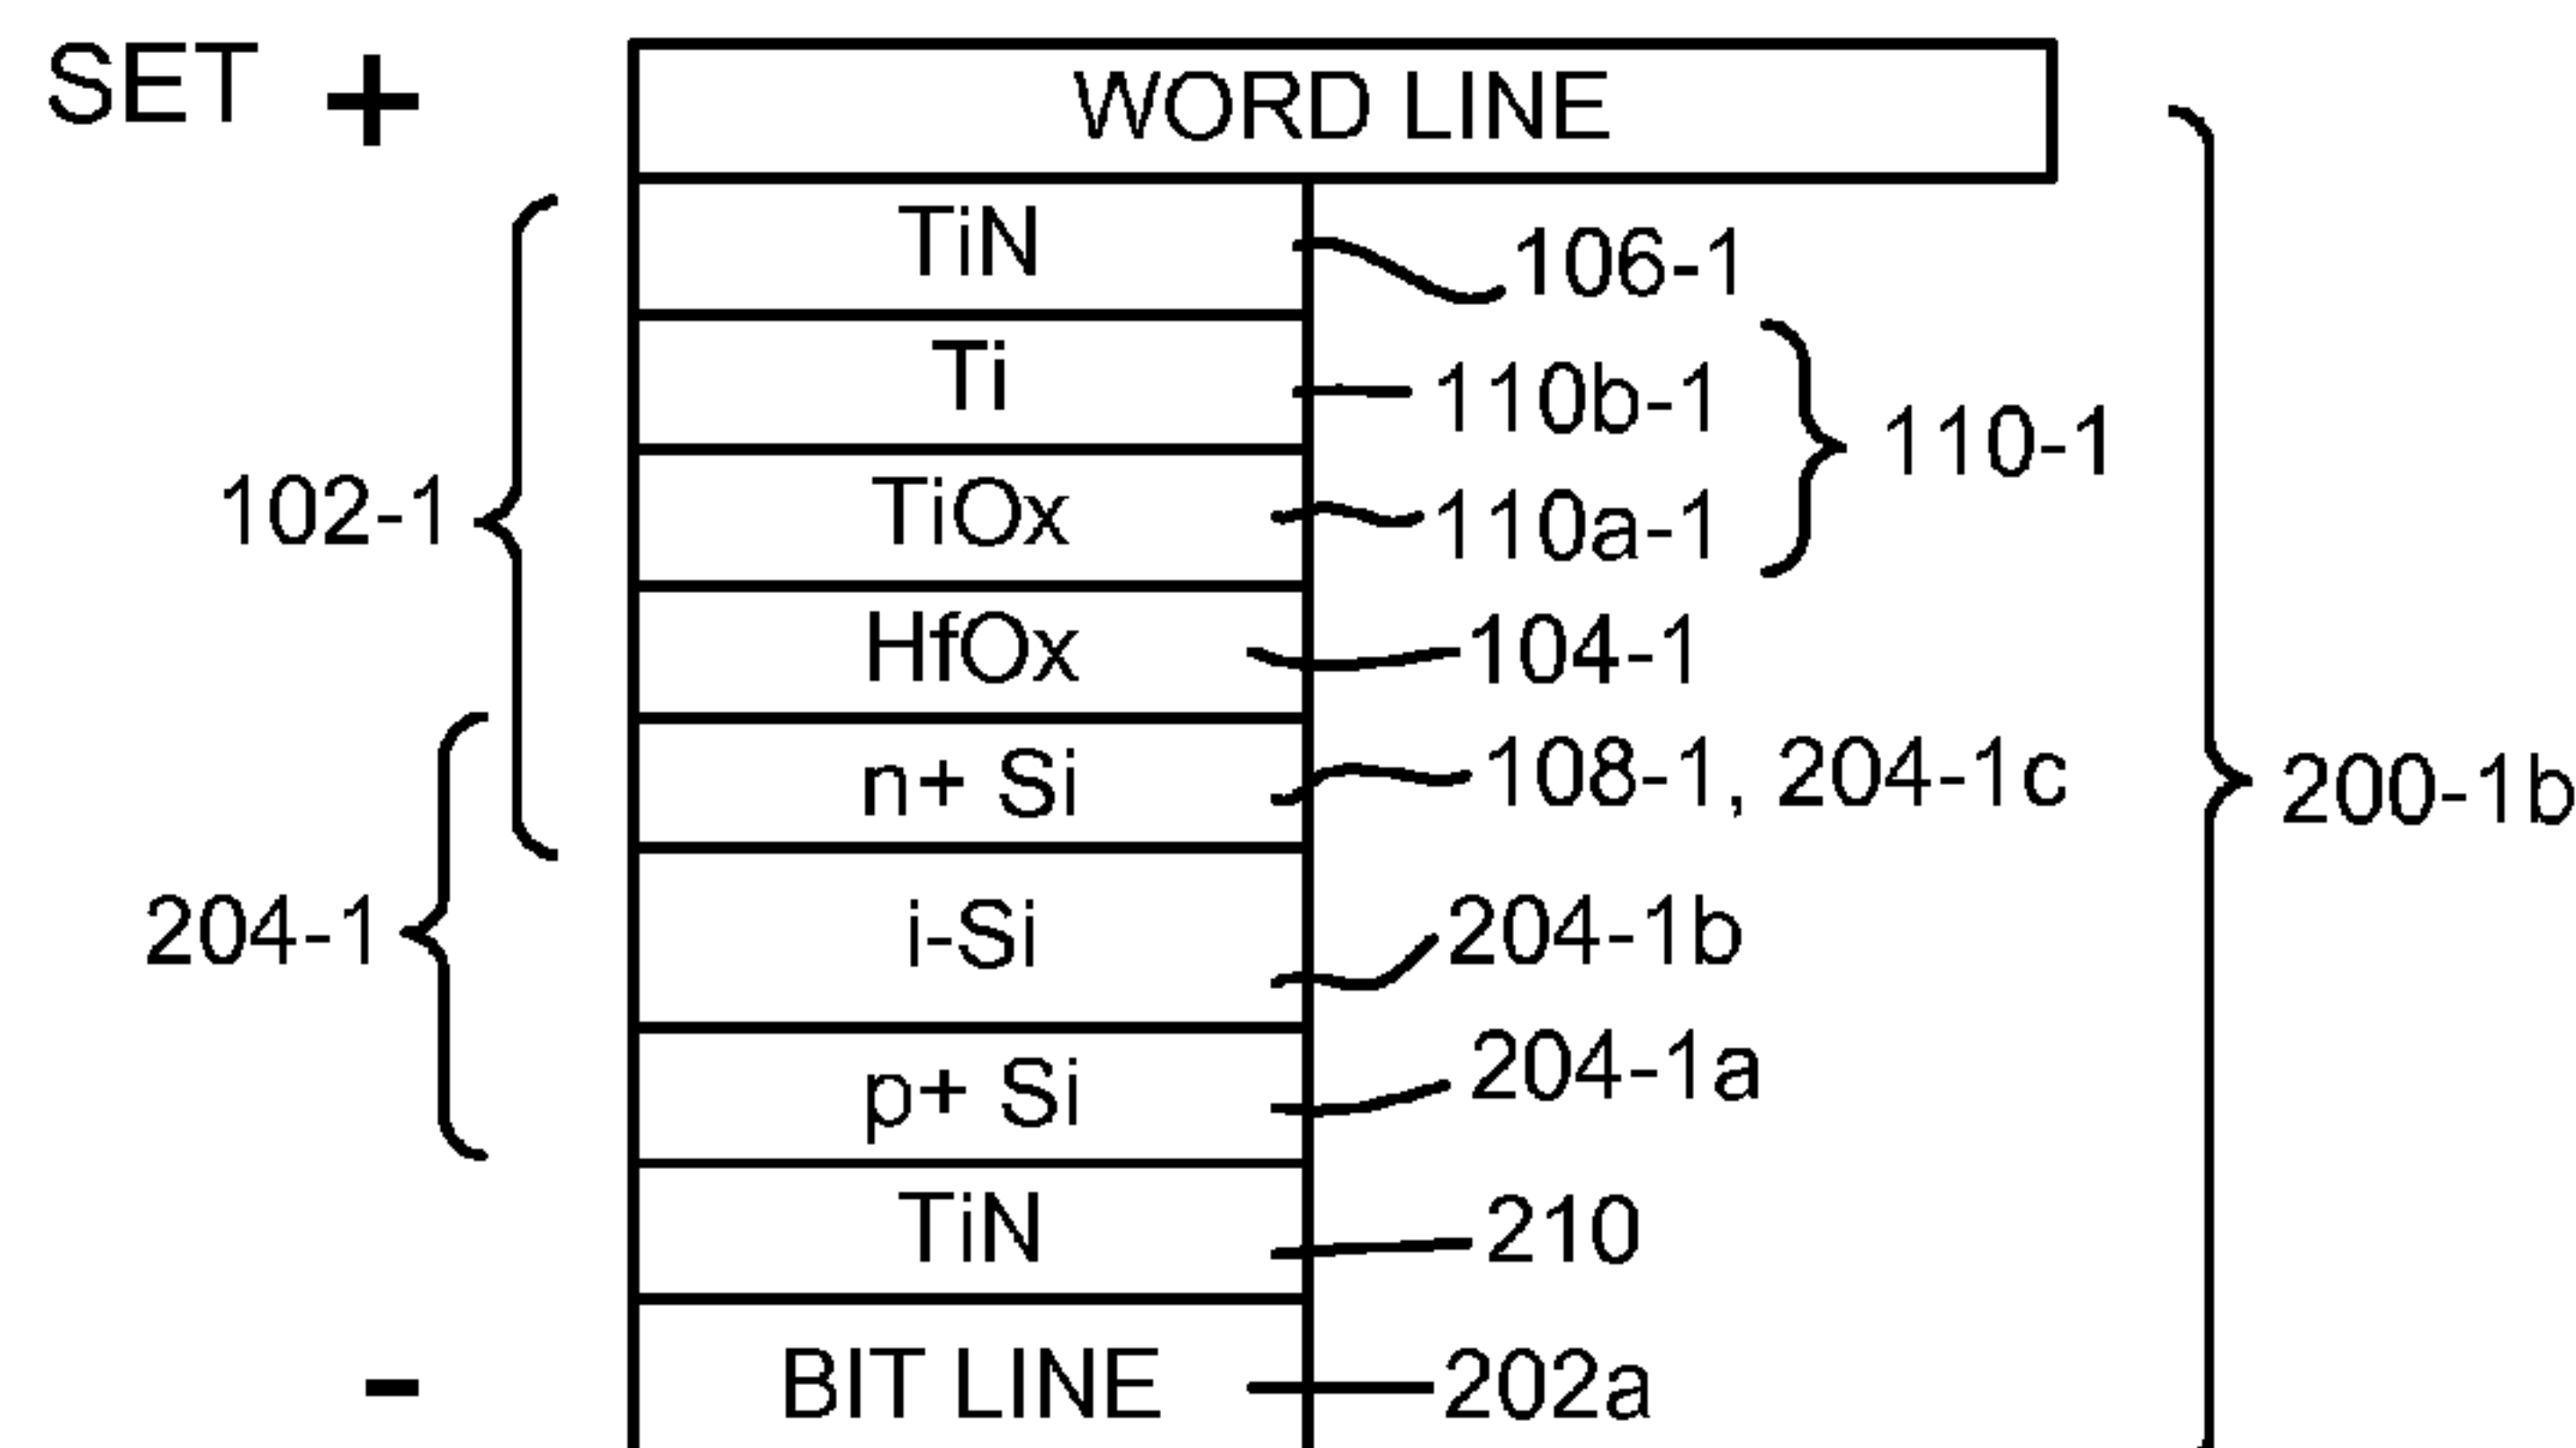 SET +
WORD LINE
TiN
106-1
Ti
110b-1
110-1
102-1
TiOx
110a-1
HfOx
104-1
n+ Si
108-1, 204-1c
200-1b
204-1
i-Si
204-1b
p+ Si
204-1a
TiN
210
-
BIT LINE
202a